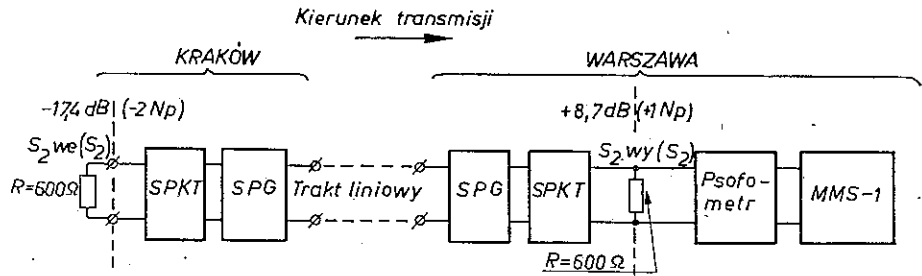 Kierunek transmisji
KRAKÓW
WARSZAWA
-17,4 dB (-2 Np)
+8,7 dB (+1 Np)
S₂ we (S₂)
S₂ wy (S₂)
R=600Ω
SPKT
SPG
Trakt liniowy
SPG
SPKT
Psofo-
metr
MMS-1
R=600 Ω